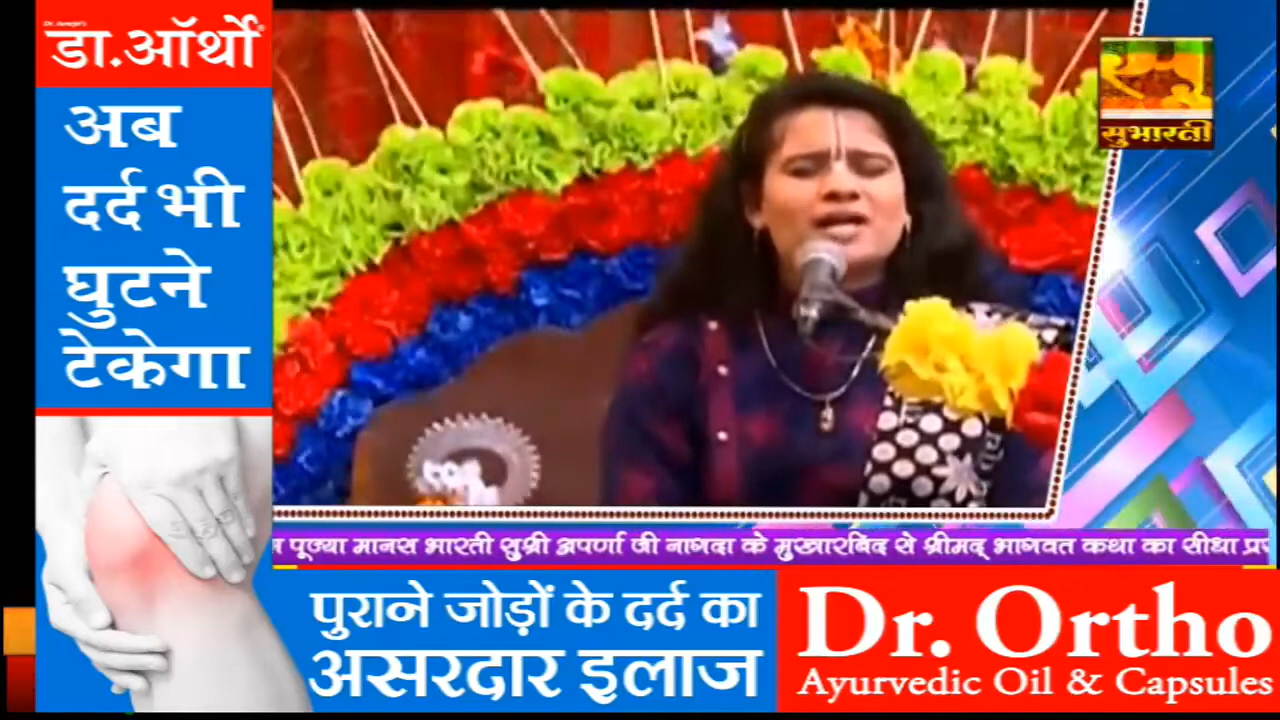 Dr. Juneja's
डा.ऑर्थो
अब
दर्द भी
घुटने
टेकेगा
सुभारती
पूज्या मानस भारती सुश्री अपर्णा जी नागदा के मुखारबिंद से श्रीमद् भागवत कथा का सीधा
पुराने जोड़ों के दर्द का
असरदार इलाज
Dr. Ortho
Ayurvedic Oil & Capsules